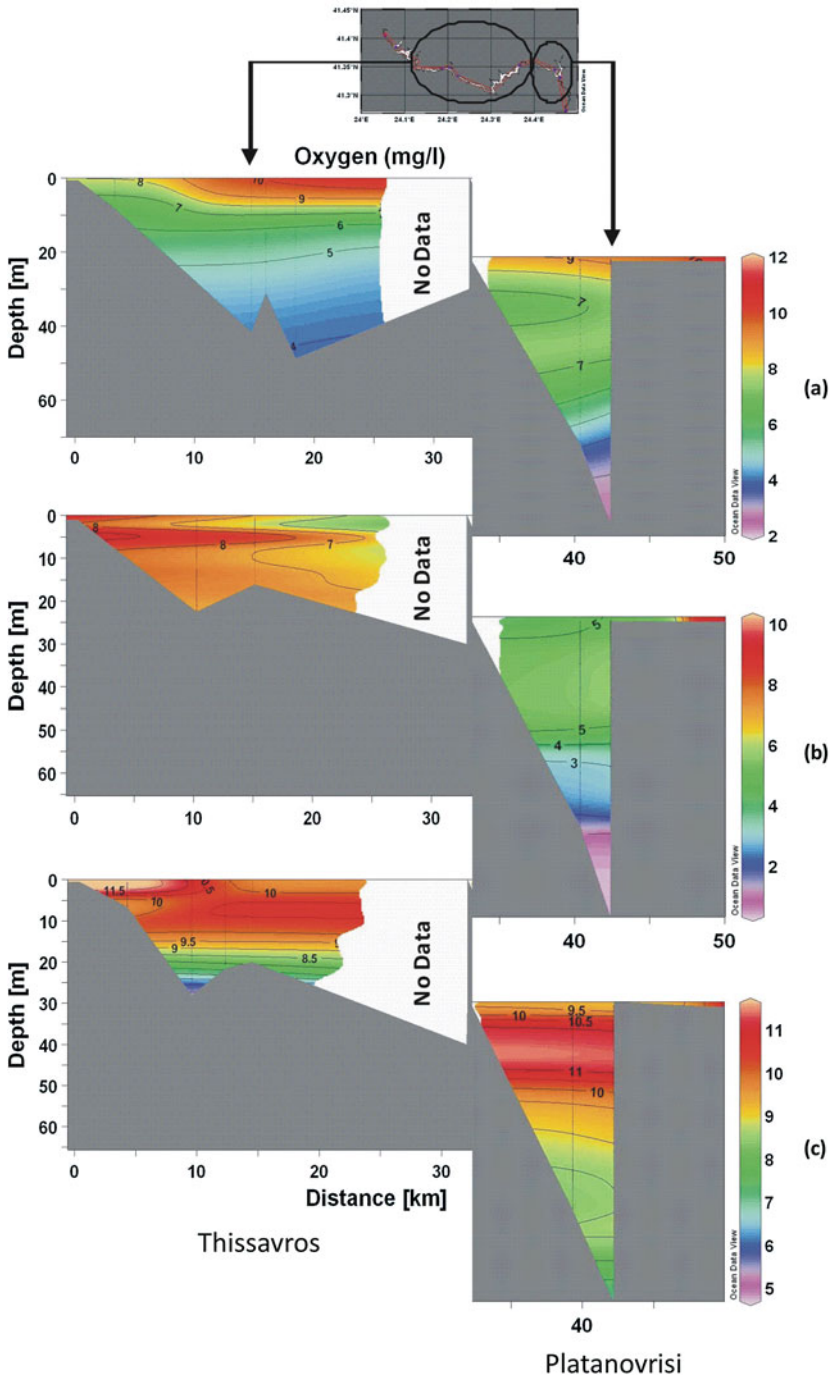 41.45°N
41.4°N
41.35°N
41.3°N
24°E 24.1°E 24.2°E 24.3°E 24.4°E
Ocean Data View
Oxygen (mg/l)
Depth [m]
0
20
40
60
0 10 20 30
8
10
9
7
6
5
4
No Data
9
7
7
40 50
12
10
8
6
4
2
Ocean Data View
(a)
Depth [m]
0
10
20
30
40
50
60
0 10 20 30
8
8
7
No Data
5
5
4
3
40 50
10
8
6
4
2
Ocean Data View
(b)
Depth [m]
0
10
20
30
40
50
60
0 10 20 30
11.5
10
10
9.5
9
8.5
No Data
9.5
10
10.5
11
10
40
11
10
9
8
7
6
5
Ocean Data View
(c)
Distance [km]
Thissavros
Platanovrisi